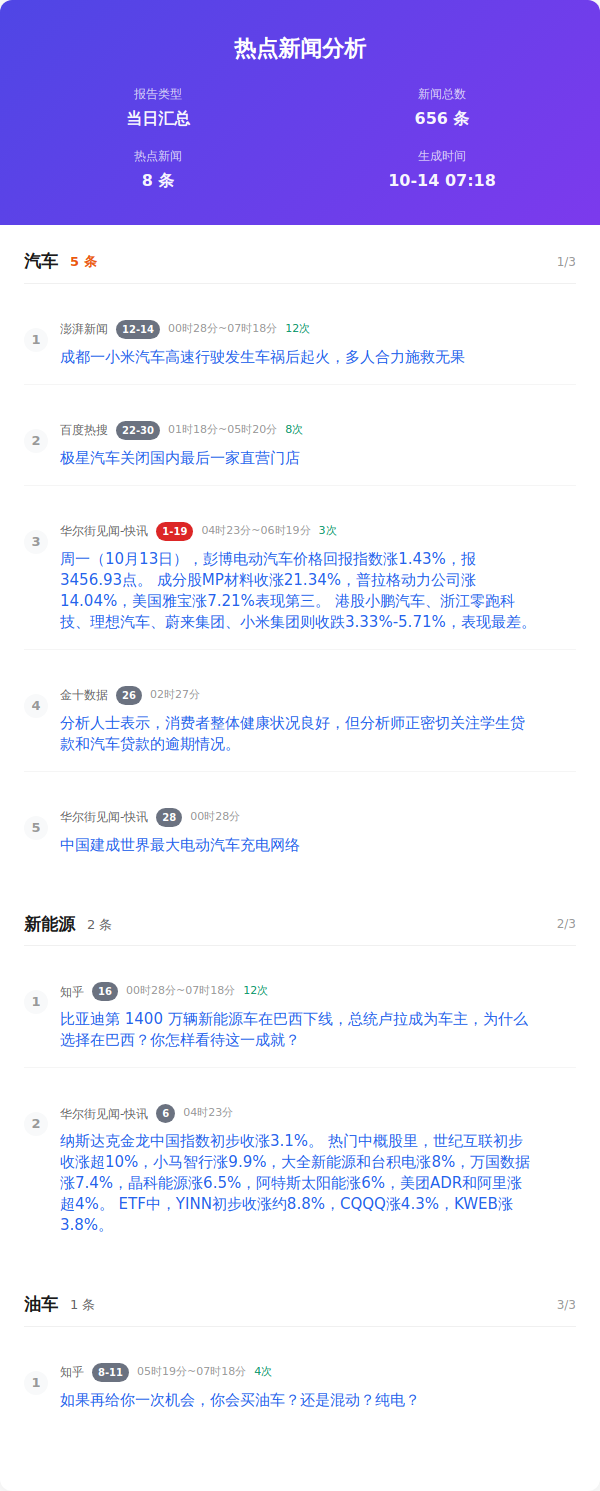 热点新闻分析
报告类型
新闻总数
当日汇总
656 条
热点新闻
生成时间
8 条
10-14 07:18
汽车 5 条 1/3
1
澎湃新闻 12-14 00时28分~07时18分 12次
成都一小米汽车高速行驶发生车祸后起火，多人合力施救无果
2
百度热搜 22-30 01时18分~05时20分 8次
极星汽车关闭国内最后一家直营门店
3
华尔街见闻-快讯 1-19 04时23分~06时19分 3次
周一（10月13日），彭博电动汽车价格回报指数涨1.43%，报
3456.93点。 成分股MP材料收涨21.34%，普拉格动力公司涨
14.04%，美国雅宝涨7.21%表现第三。 港股小鹏汽车、浙江零跑科
技、理想汽车、蔚来集团、小米集团则收跌3.33%-5.71%，表现最差。
4
金十数据 26 02时27分
分析人士表示，消费者整体健康状况良好，但分析师正密切关注学生贷
款和汽车贷款的逾期情况。
5
华尔街见闻-快讯 28 00时28分
中国建成世界最大电动汽车充电网络
新能源 2 条 2/3
1
知乎 16 00时28分~07时18分 12次
比亚迪第 1400 万辆新能源车在巴西下线，总统卢拉成为车主，为什么
选择在巴西？你怎样看待这一成就？
2
华尔街见闻-快讯 6 04时23分
纳斯达克金龙中国指数初步收涨3.1%。 热门中概股里，世纪互联初步
收涨超10%，小马智行涨9.9%，大全新能源和台积电涨8%，万国数据
涨7.4%，晶科能源涨6.5%，阿特斯太阳能涨6%，美团ADR和阿里涨
超4%。 ETF中，YINN初步收涨约8.8%，CQQQ涨4.3%，KWEB涨
3.8%。
油车 1 条 3/3
1
知乎 8-11 05时19分~07时18分 4次
如果再给你一次机会，你会买油车？还是混动？纯电？